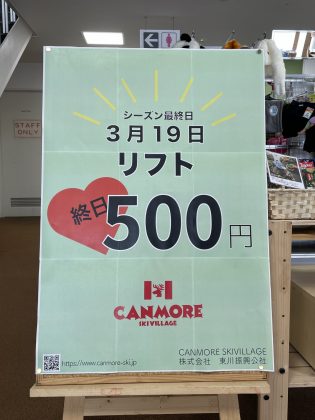 STAFF
ONLY
シーズン最終日
3月19日
リフト
終日
500円
CANMORE
SKIVILLAGE
CANMORE SKIVILLAGE
株式会社 東川振興公社
https://www.canmore-ski.jp